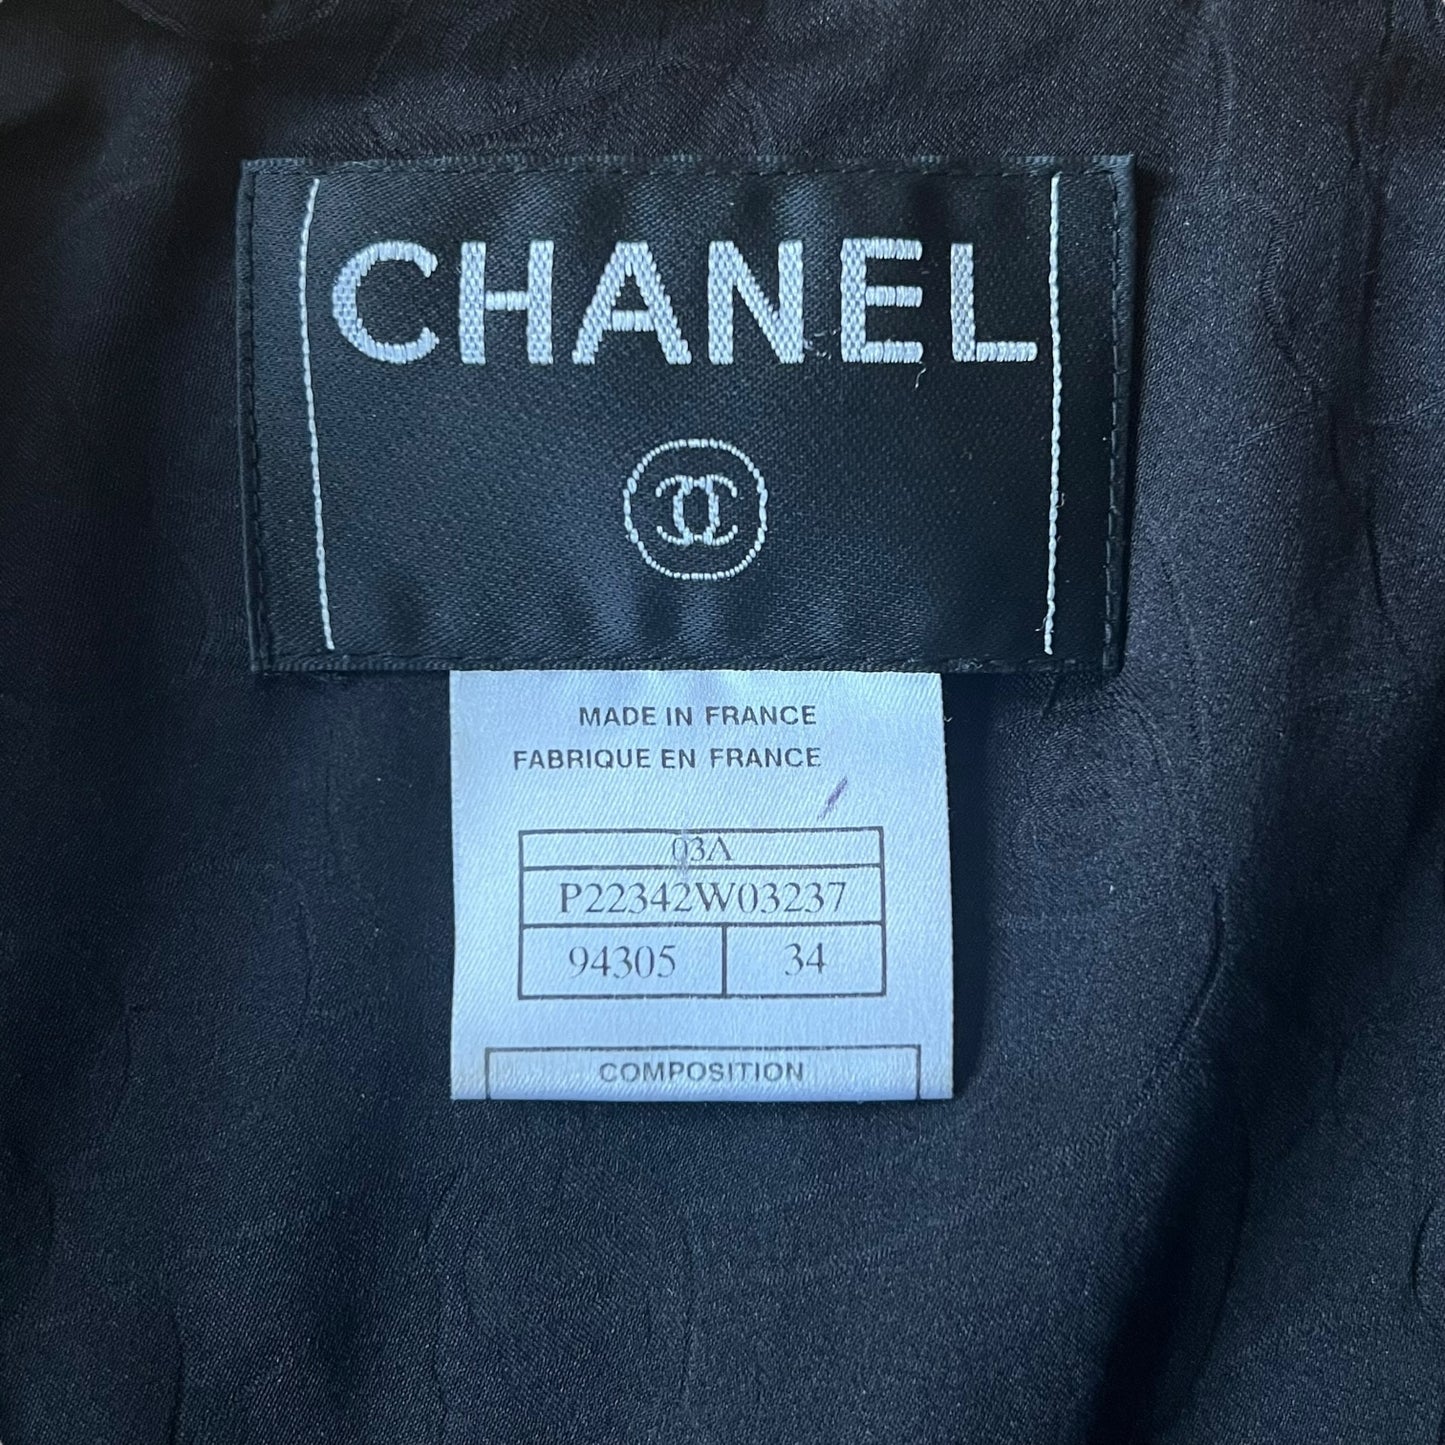 CHANEL
MADE IN FRANCE
FABRIQUE EN FRANCE
03A
P22342W03237
94305 34
COMPOSITION